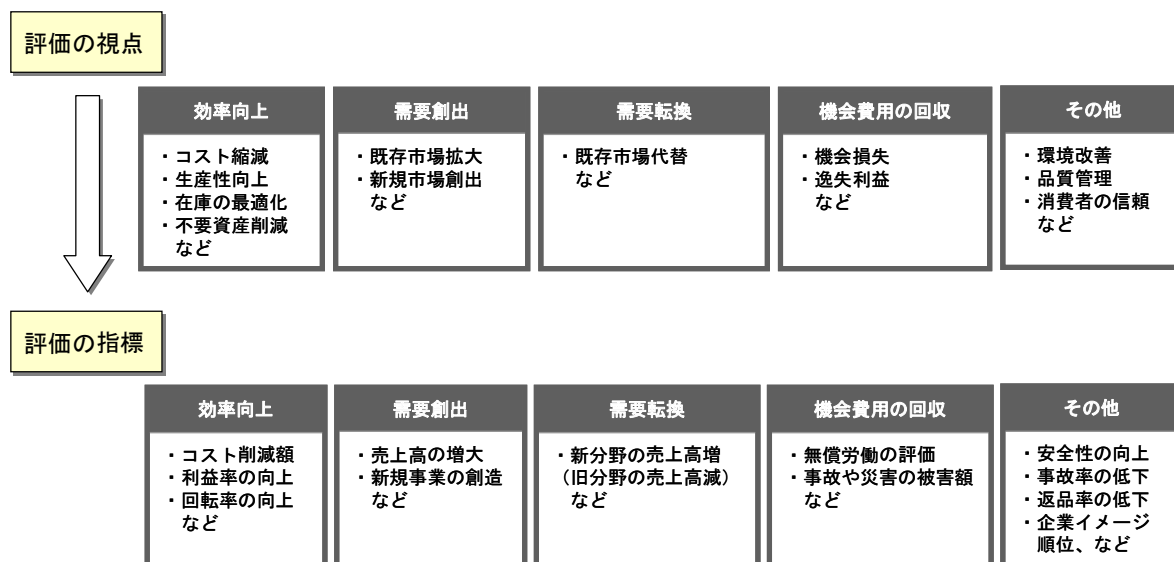 評価の視点
効率向上
・コスト縮減
・生産性向上
・在庫の最適化
・不要資産削減
など
需要創出
・既存市場拡大
・新規市場創出
など
需要転換
・既存市場代替
など
機会費用の回収
・機会損失
・逸失利益
など
その他
・環境改善
・品質管理
・消費者の信頼
など
評価の指標
効率向上
・コスト削減額
・利益率の向上
・回転率の向上
など
需要創出
・売上高の増大
・新規事業の創造
など
需要転換
・新分野の売上高増
（旧分野の売上高減）
など
機会費用の回収
・無償労働の評価
・事故や災害の被害額
など
その他
・安全性の向上
・事故率の低下
・返品率の低下
・企業イメージ
順位、など